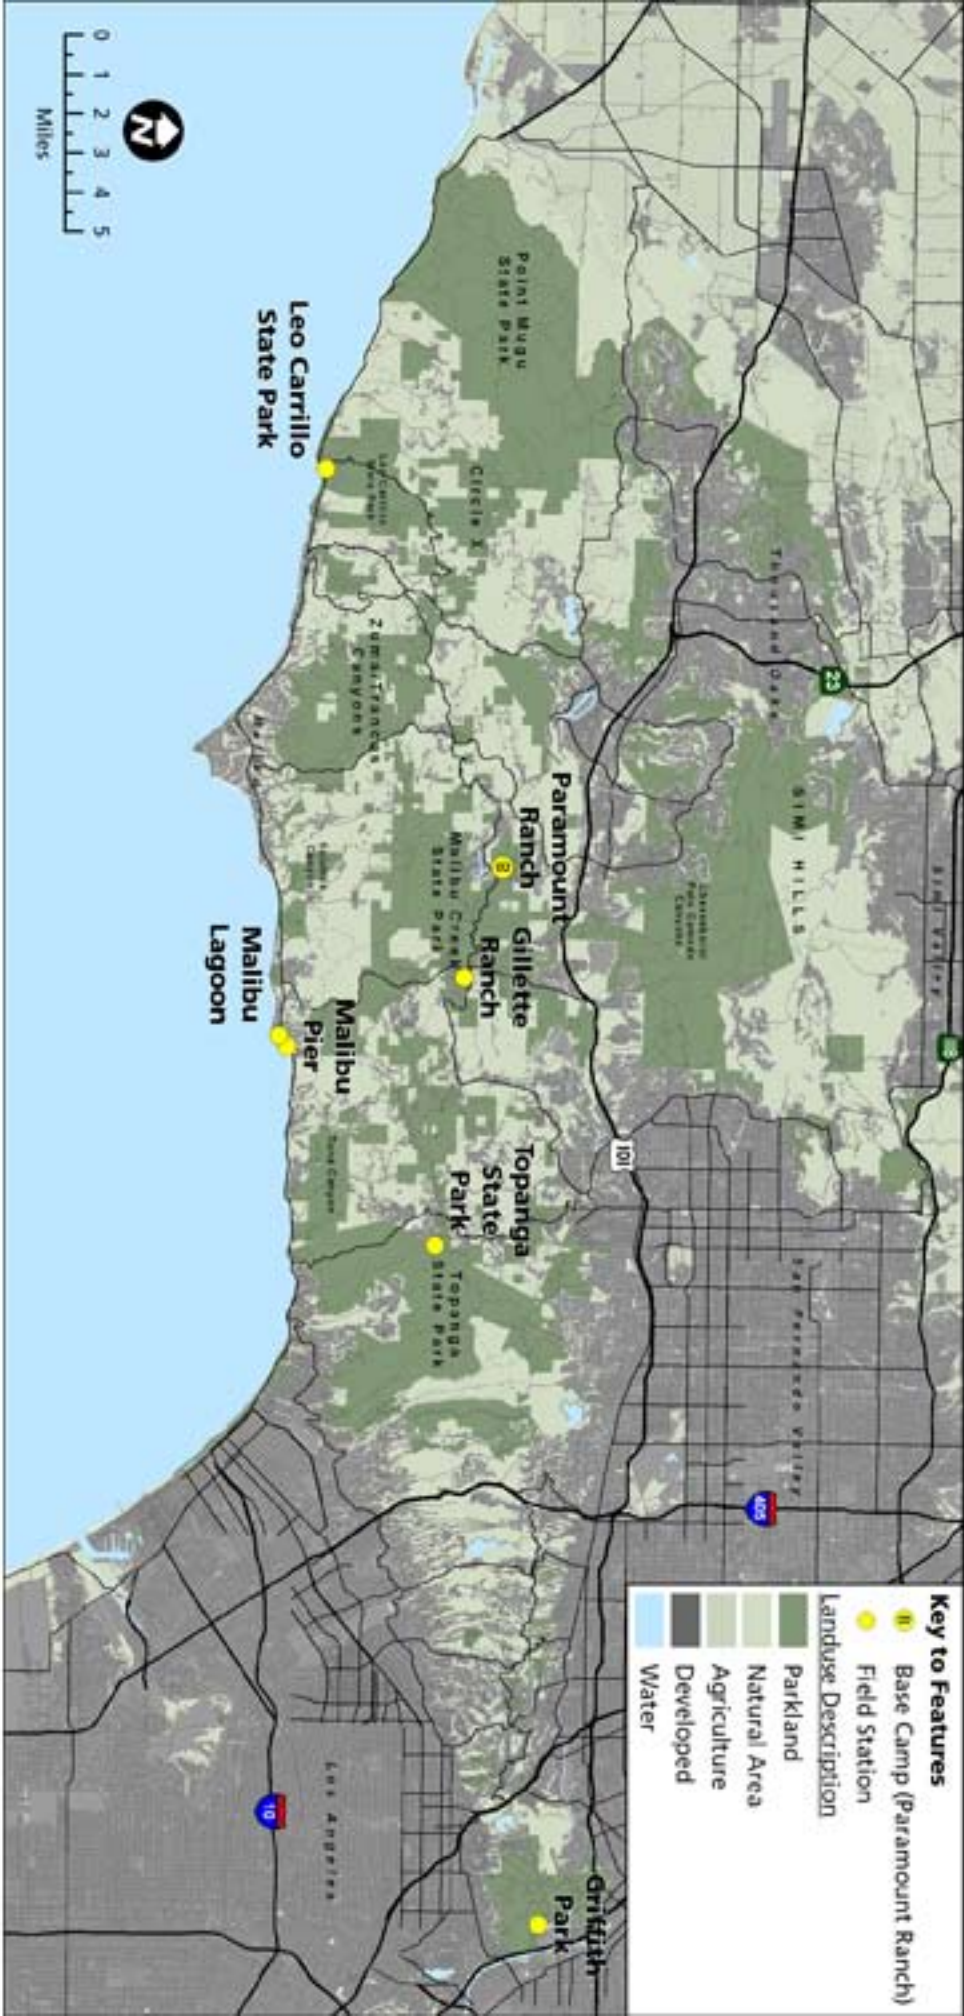 Key to Features
B Base Camp (Paramount Ranch)
Field Station
Landuse Description
Parkland
Natural Area
Agriculture
Developed
Water
Simi Valley
SIMI HILLS
Thousand Oaks
23
San Fernando Valley
405
101
Point Mugu
State Park
Circle X
Leo Carrillo
State Park
Paramount
Ranch
B
Gillette
Ranch
Malibu Creek
State Park
Topanga
State
Park
Topanga
State Park
Griffith
Park
Malibu
Pier
Malibu
Lagoon
Canyons
Los Angeles
10
N
0 1 2 3 4 5
Miles